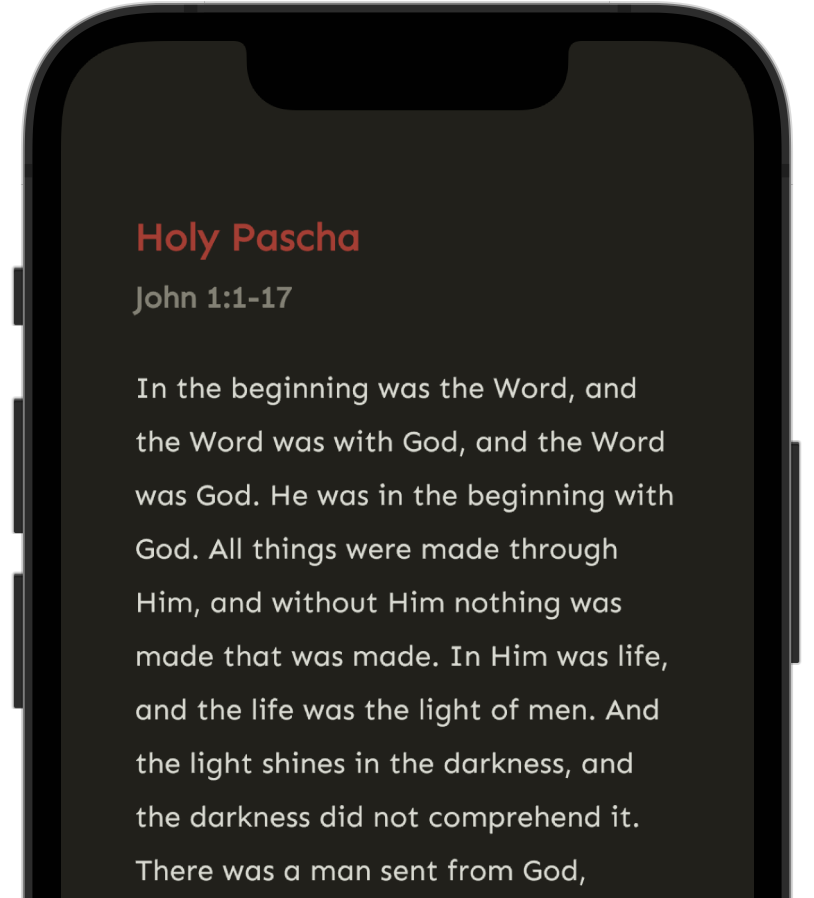 Holy Pascha
John 1:1-17
In the beginning was the Word, and
the Word was with God, and the Word
was God. He was in the beginning with
God. All things were made through
Him, and without Him nothing was
made that was made. In Him was life,
and the life was the light of men. And
the light shines in the darkness, and
the darkness did not comprehend it.
There was a man sent from God,